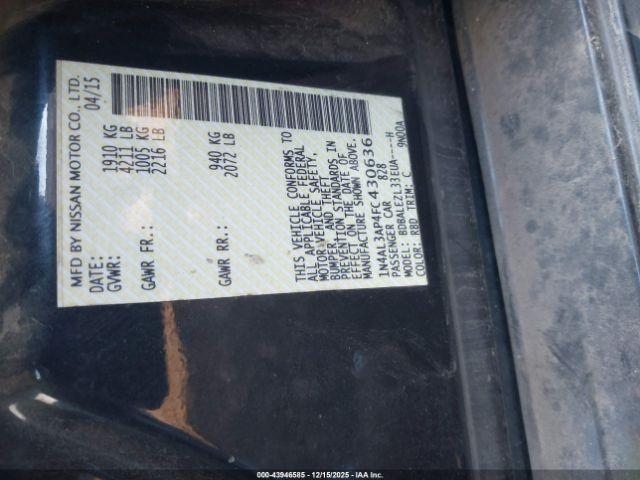 MFD BY NISSAN MOTOR CO., LTD.
DATE: 04/15
GVWR: 1910 KG
4211 LB
GAWR FR: 1005 KG
2216 LB
GAWR RR: 940 KG
2072 LB
THIS VEHICLE CONFORMS TO
ALL APPLICABLE FEDERAL
MOTOR VEHICLE SAFETY,
BUMPER, AND THEFT
PREVENTION STANDARDS IN
EFFECT ON THE DATE OF
MANUFACTURE SHOWN ABOVE.
1N4AL3AP4FC430636
PASSENGER CAR 828
MODEL: BDBALEZL33EUA----H
COLOR: RBD TRIM: C 9N00A
000-43946585 - 12/15/2025 - IAA Inc.